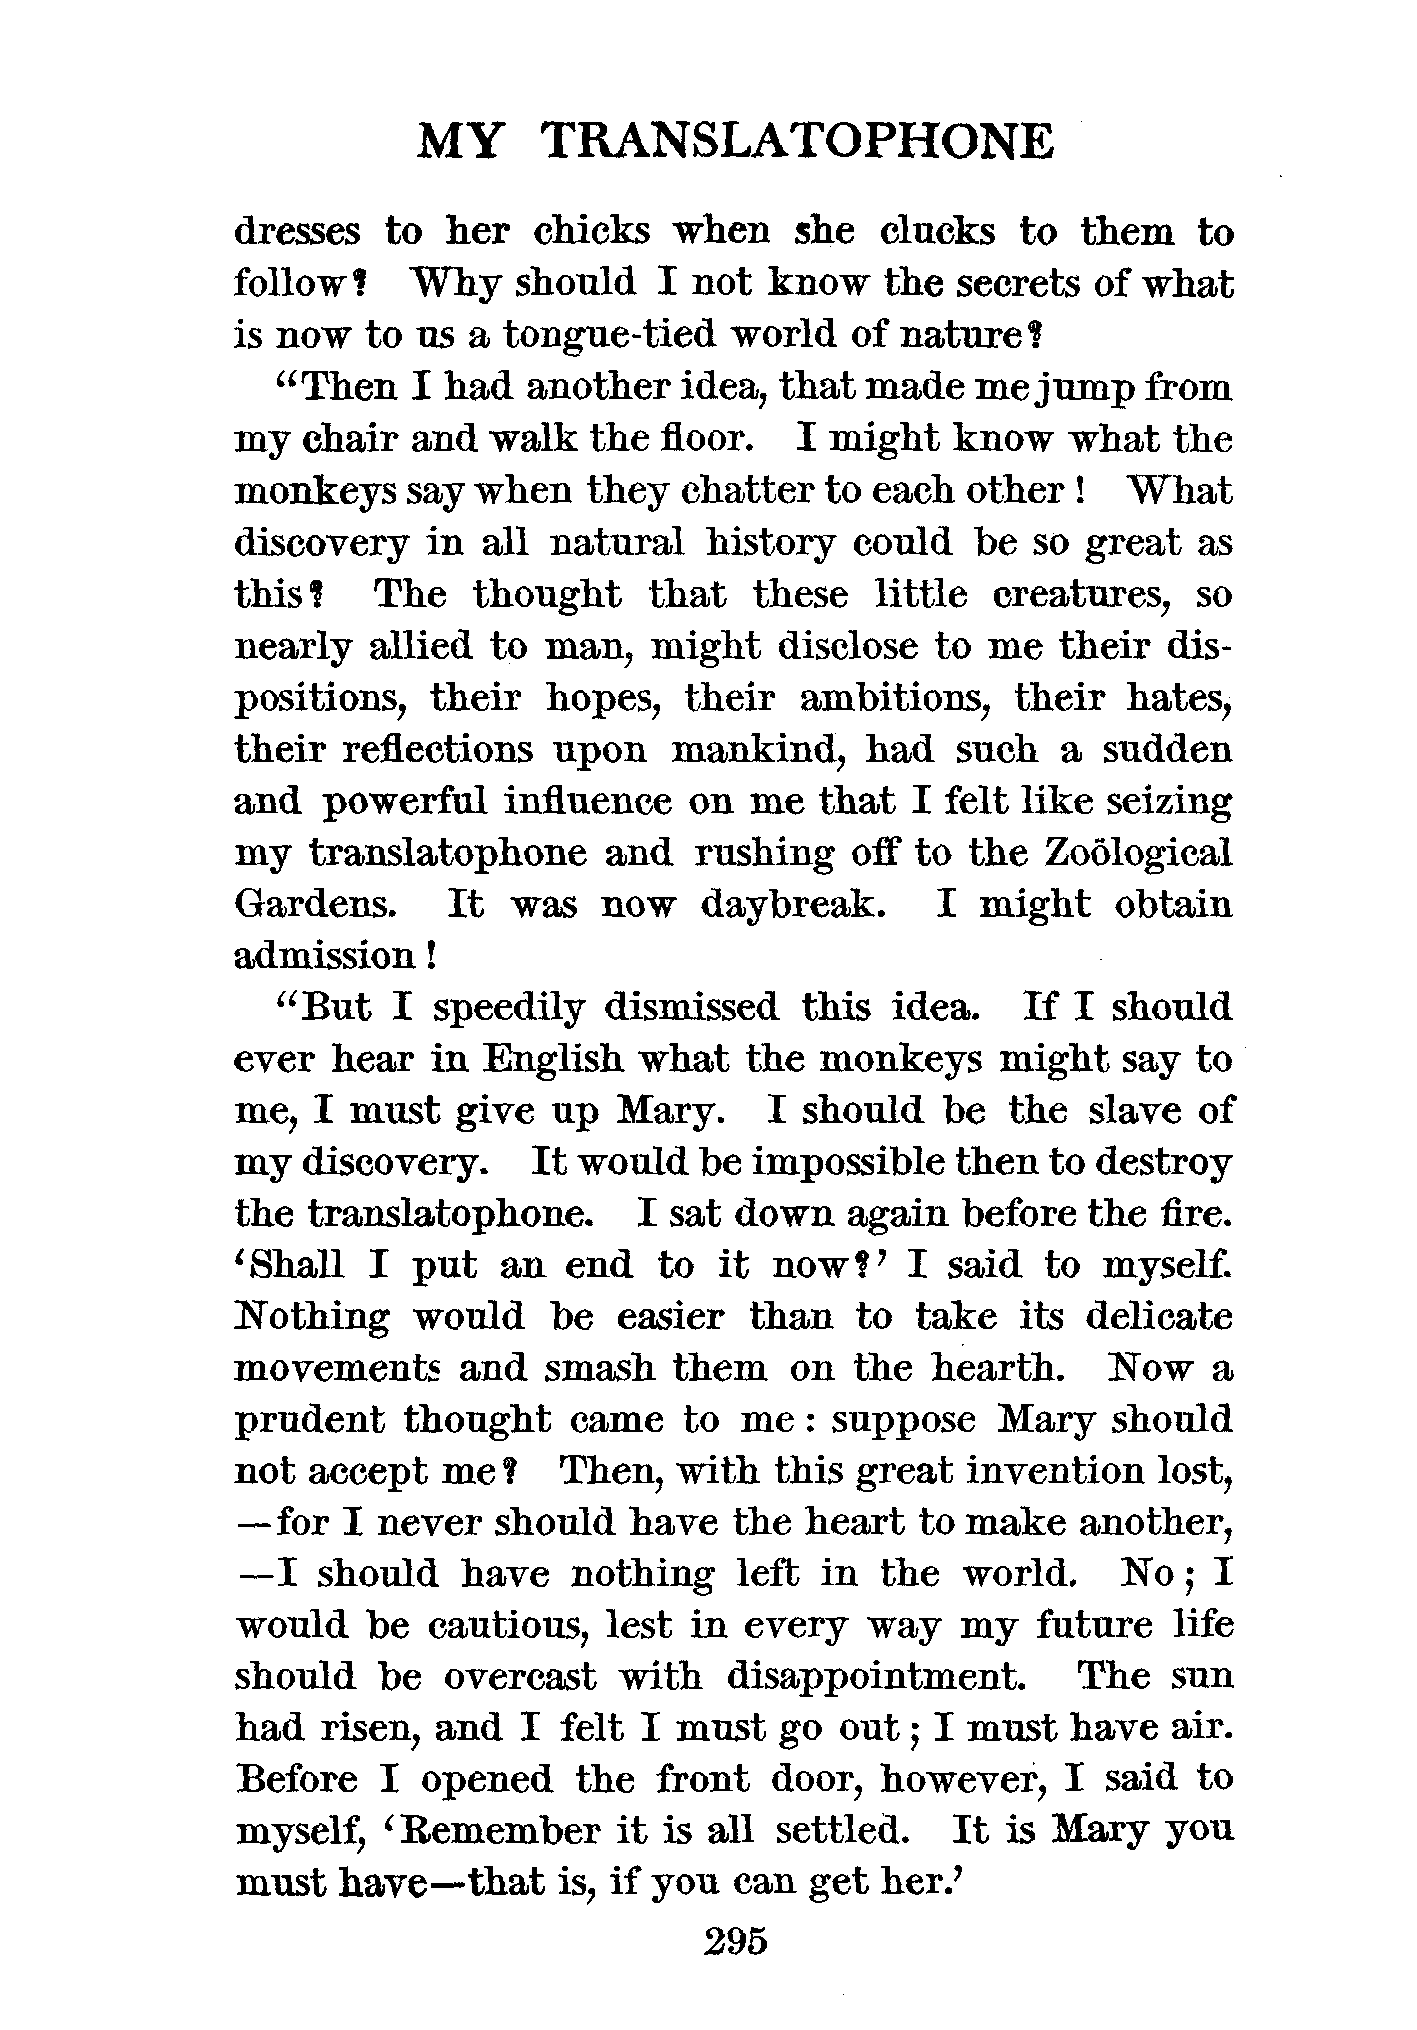 MY TRANSLATOPHONE
dresses to her chicks when she clucks to them to
follow? Why should I not know the secrets of what
is now to us a tongue-tied world of nature?
"Then I had another idea, that made me jump from
my chair and walk the floor. I might know what the
monkeys say when they chatter to each other! What
discovery in all natural history could be so great as
this? The thought that these little creatures, so
nearly allied to man, might disclose to me their dis-
positions, their hopes, their ambitions, their hates,
their reflections upon mankind, had such a sudden
and powerful influence on me that I felt like seizing
my translatophone and rushing off to the Zoölogical
Gardens. It was now daybreak. I might obtain
admission!
"But I speedily dismissed this idea. If I should
ever hear in English what the monkeys might say to
me, I must give up Mary. I should be the slave of
my discovery. It would be impossible then to destroy
the translatophone. I sat down again before the fire.
'Shall I put an end to it now?' I said to myself.
Nothing would be easier than to take its delicate
movements and smash them on the hearth. Now a
prudent thought came to me: suppose Mary should
not accept me? Then, with this great invention lost,
—for I never should have the heart to make another,
—I should have nothing left in the world. No; I
would be cautious, lest in every way my future life
should be overcast with disappointment. The sun
had risen, and I felt I must go out; I must have air.
Before I opened the front door, however, I said to
myself, 'Remember it is all settled. It is Mary you
must have—that is, if you can get her.'
295